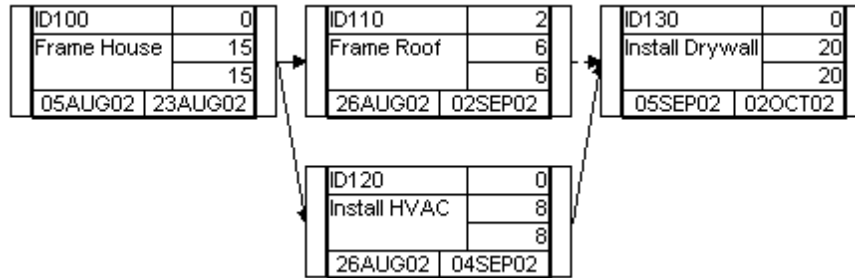 ID100 0
Frame House 15
15
05AUG02 23AUG02
ID110 2
Frame Roof 6
6
26AUG02 02SEP02
ID130 0
Install Drywall 20
20
05SEP02 02OCT02
ID120 0
Install HVAC 8
8
26AUG02 04SEP02